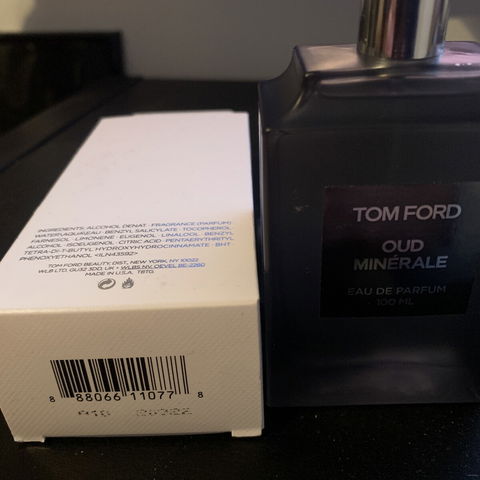 INGREDIENTS: ALCOHOL DENAT · FRAGRANCE (PARFUM)
WATER\AQUA\EAU · BENZYL SALICYLATE · TOCOPHEROL
FARNESOL · LIMONENE · EUGENOL · LINALOOL · BENZYL
ALCOHOL · ISOEUGENOL · CITRIC ACID · PENTAERYTHRITYL
TETRA-DI-T-BUTYL HYDROXYHYDROCINNAMATE · BHT ·
PHENOXYETHANOL <ILN43592>
TOM FORD BEAUTY, DIST., NEW YORK, NY 10022
WLB LTD. GU32 3DD, UK · WLBS NV, OEVEL BE-2260
MADE IN U.S.A.
8 88066 11077 8
TOM FORD
OUD
MINÉRALE
EAU DE PARFUM
100 ML